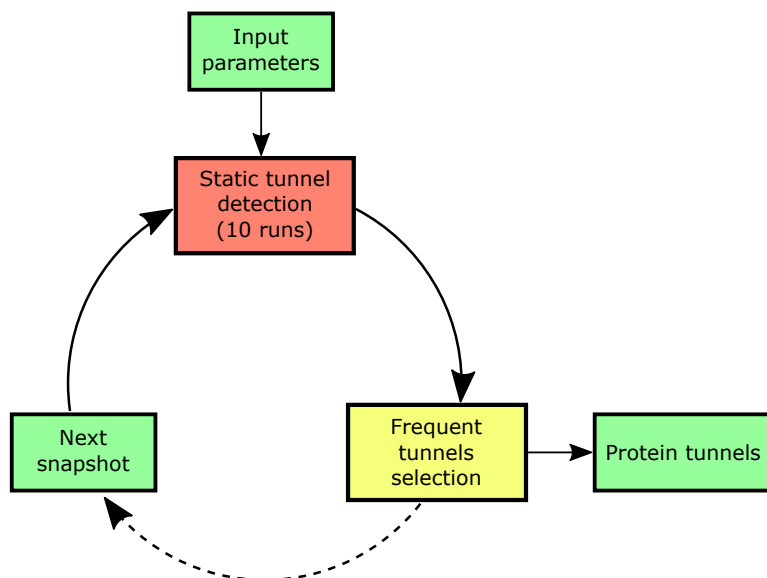 Input
parameters
Static tunnel
detection
(10 runs)
Next
snapshot
Frequent
tunnels
selection
Protein tunnels